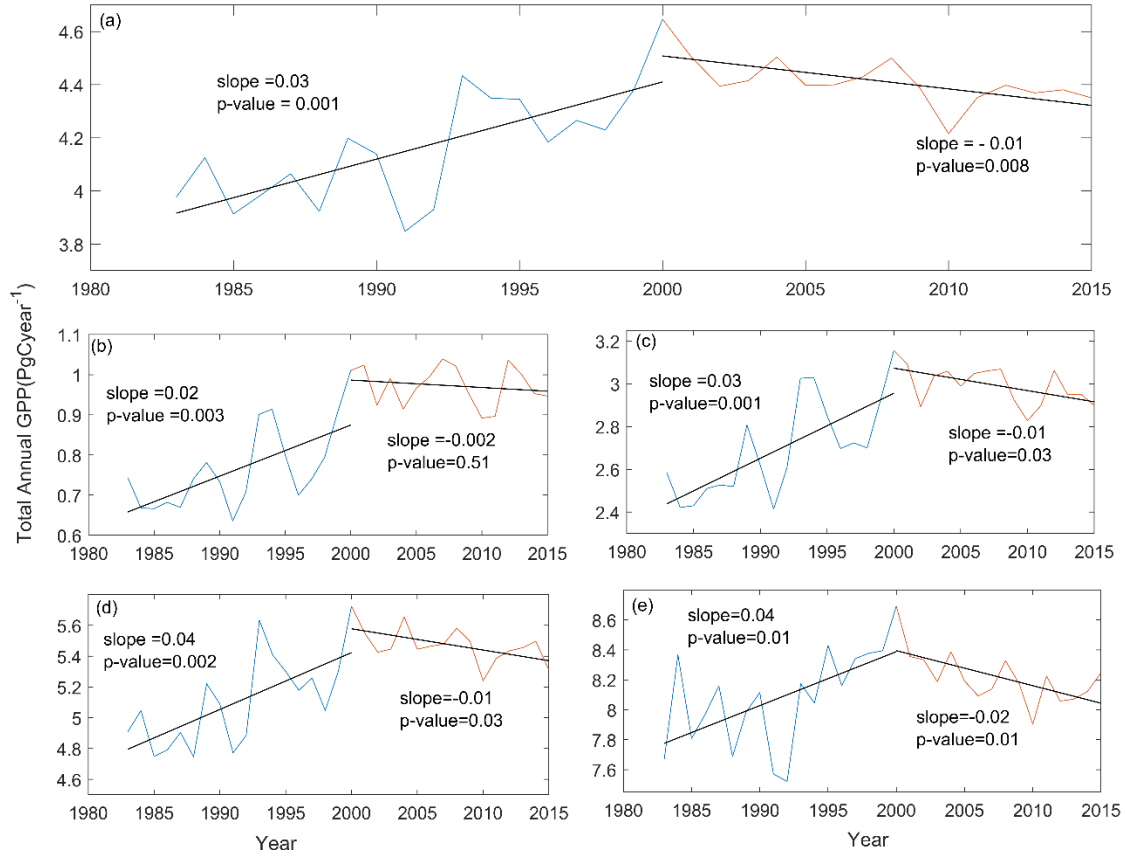 (a)
4.6
4.4
4.2
4
3.8
slope =0.03
p-value = 0.001
slope = - 0.01
p-value=0.008
1980 1985 1990 1995 2000 2005 2010 2015
Total Annual GPP(PgCyear-1)
(b)
1.1
1
0.9
0.8
0.7
0.6
slope =0.02
p-value =0.003
slope =-0.002
p-value=0.51
1980 1985 1990 1995 2000 2005 2010 2015
(c)
3.2
3
2.8
2.6
2.4
slope =0.03
p-value=0.001
slope =-0.01
p-value=0.03
1980 1985 1990 1995 2000 2005 2010 2015
(d)
5.6
5.4
5.2
5
4.8
4.6
slope =0.04
p-value=0.002
slope=-0.01
p-value=0.03
1980 1985 1990 1995 2000 2005 2010 2015
Year
(e)
8.6
8.4
8.2
8
7.8
7.6
slope=0.04
p-value=0.01
slope=-0.02
p-value=0.01
1980 1985 1990 1995 2000 2005 2010 2015
Year